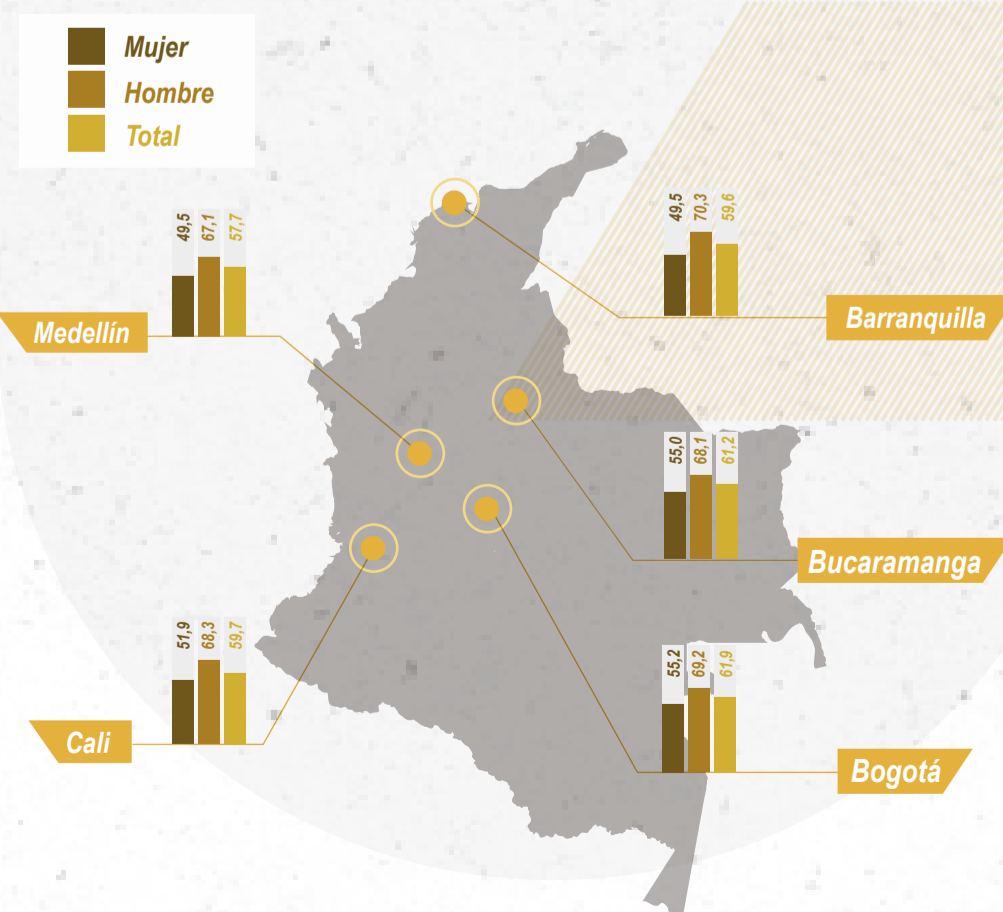 Mujer
Hombre
Total
49,5
67,1
57,7
Medellín
49,5
70,3
59,6
Barranquilla
55,0
68,1
61,2
Bucaramanga
51,9
68,3
59,7
Cali
55,2
69,2
61,9
Bogotá